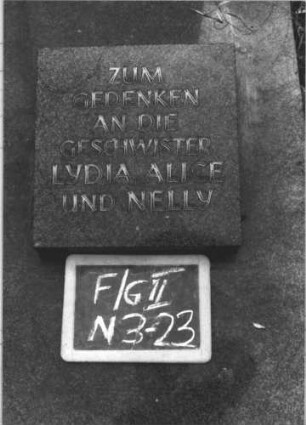 ZUM
GEDENKEN
AN DIE
GESCHWISTER
LYDIA ALICE
UND NELLY
F/G II
N 3-23